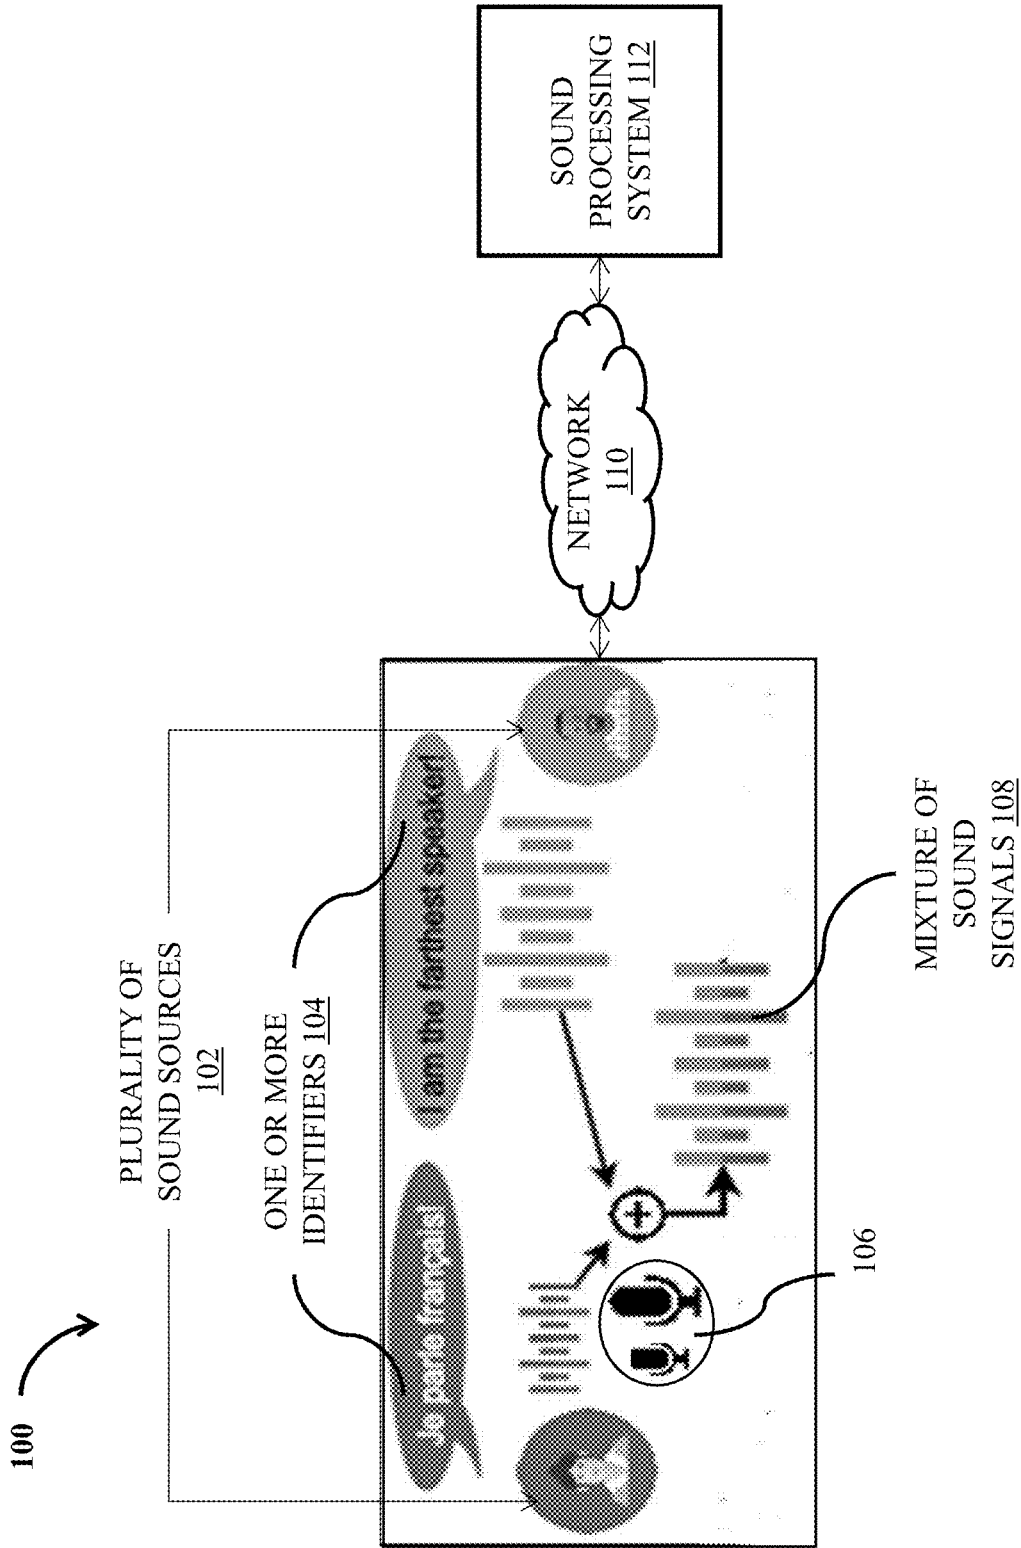 100
PLURALITY OF
SOUND SOURCES
102
ONE OR MORE
IDENTIFIERS 104
Je parle français!
I am the farthest speaker!
106
MIXTURE OF
SOUND
SIGNALS 108
NETWORK
110
SOUND
PROCESSING
SYSTEM 112